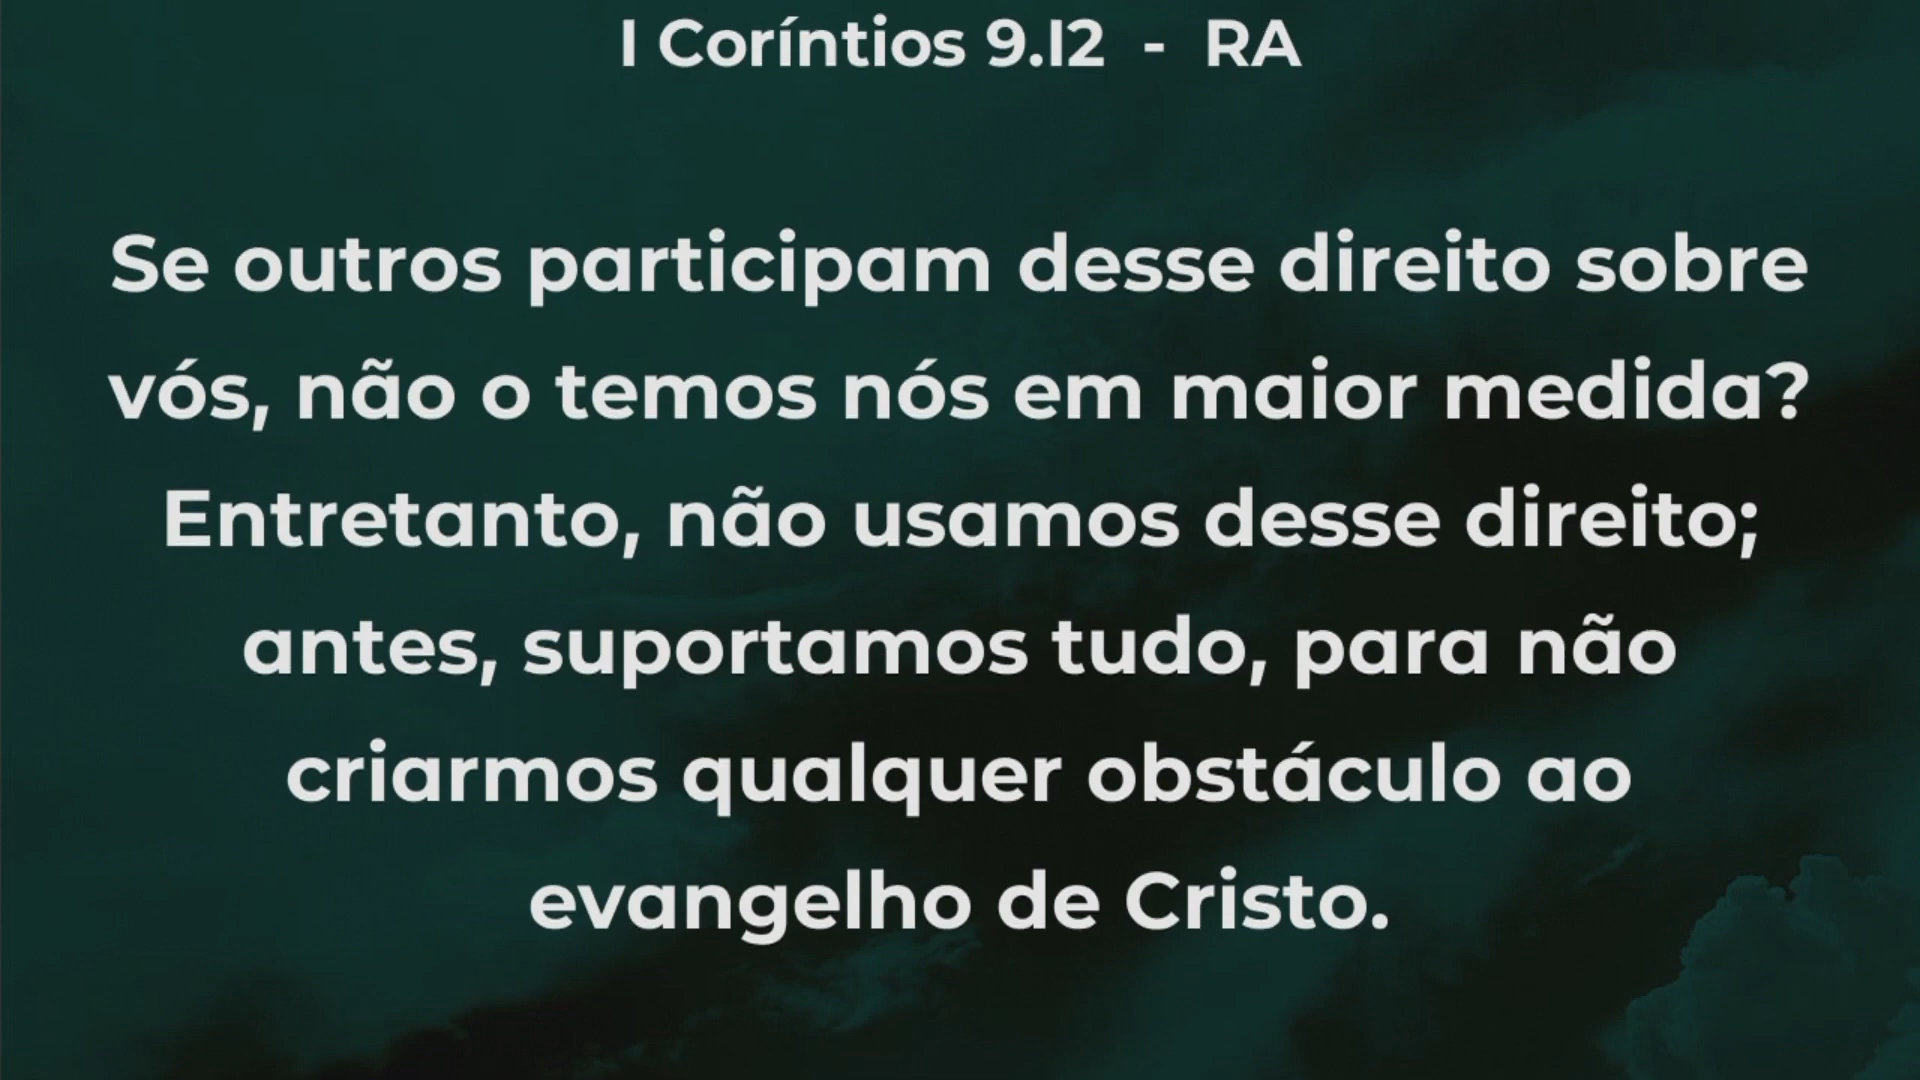 I Coríntios 9.I2 - RA
Se outros participam desse direito sobre
vós, não o temos nós em maior medida?
Entretanto, não usamos desse direito;
antes, suportamos tudo, para não
criarmos qualquer obstáculo ao
evangelho de Cristo.